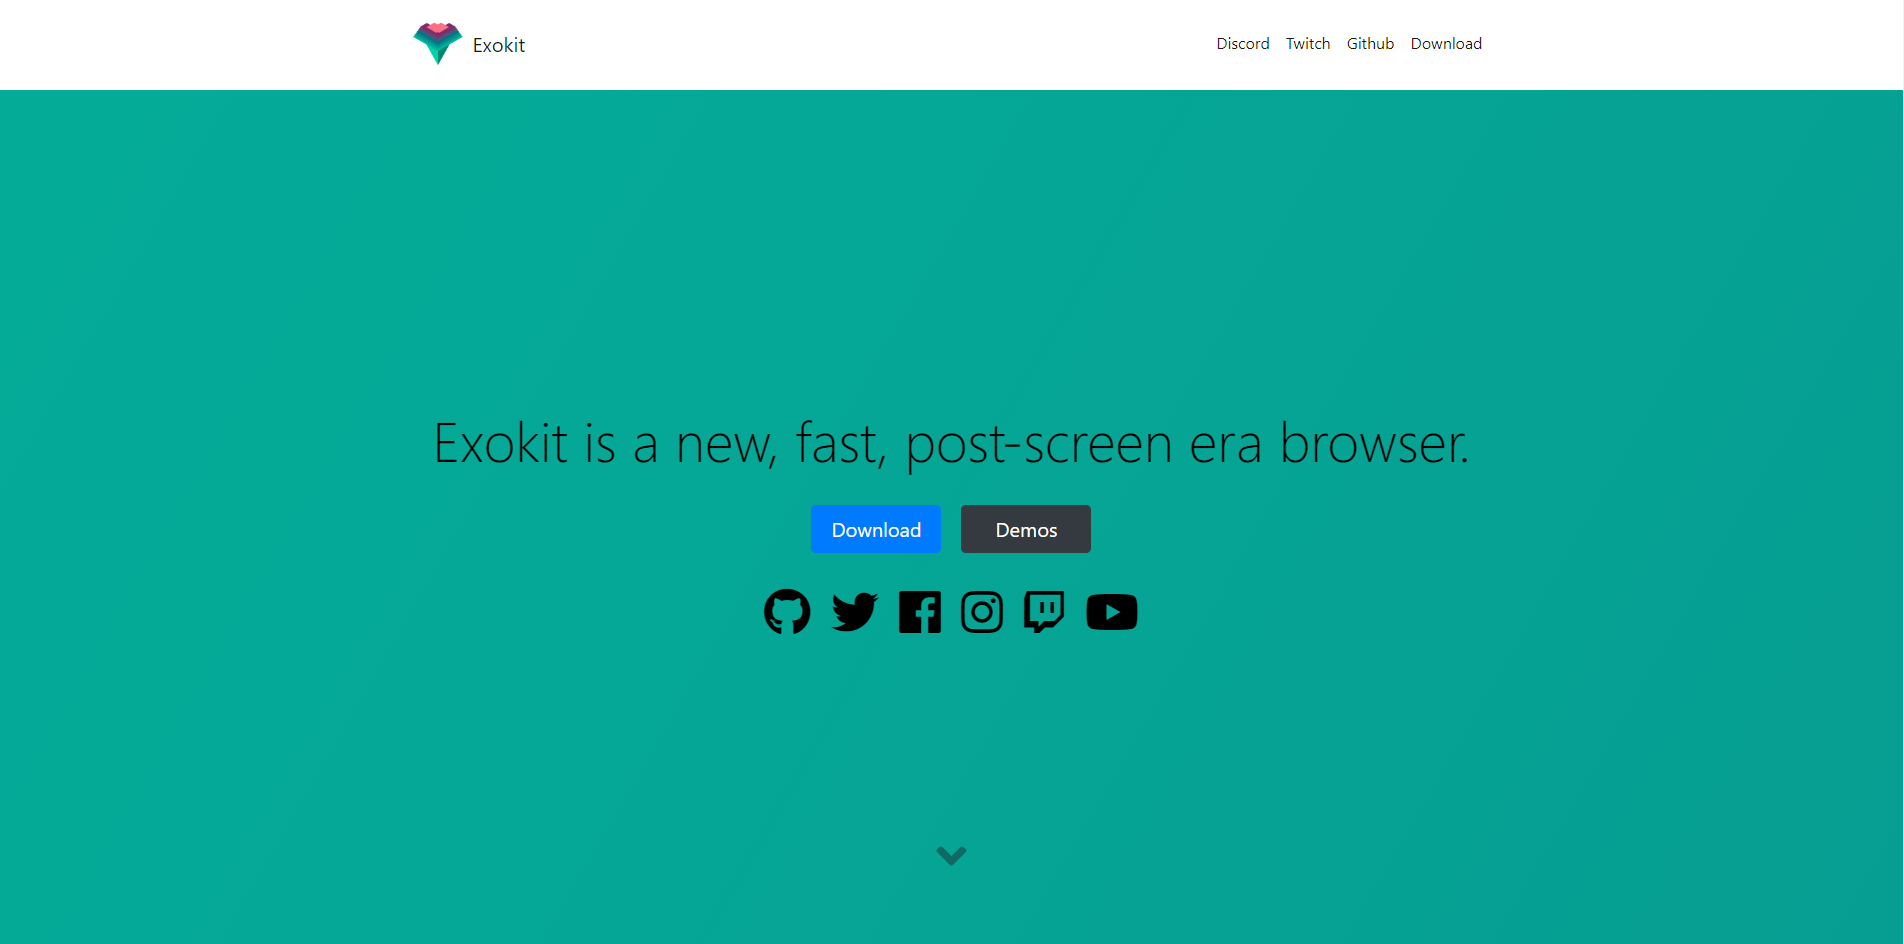 Exokit
Discord Twitch Github Download
Exokit is a new, fast, post-screen era browser.
Download
Demos